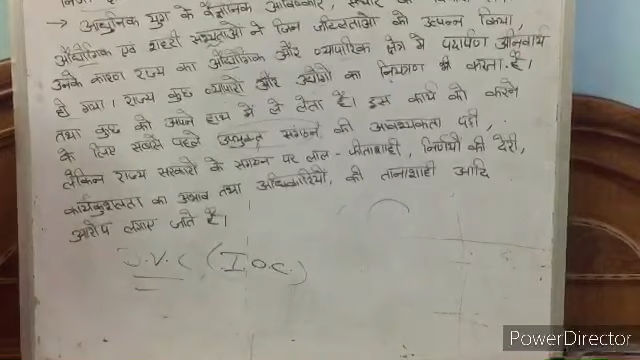 → आधुनिक युग के वैज्ञानिक आविष्कार, संचार
औद्योगिक एवं शहरी सभ्यताओं ने जिन जटिलताओं को उत्पन्न किया,
उनके कारण राज्य का औद्योगिक और व्यापारिक क्षेत्र में पदार्पण अनिवार्य
हो गया। राज्य कुछ व्यापारों और उद्योगों का नियंत्रण भी करता है।
तथा कुछ को अपने हाथ में ले लेता है। इस कार्य को करने
के लिए सबसे पहले उपयुक्त संगठन की आवश्यकता पड़ी,
लेकिन राज्य सरकारों के संगठन पर लाल-फीताशाही, निर्णयों की देरी,
कार्यकुशलता का अभाव तथा अधिकारियों, की तानाशाही आदि
आरोप लगाए जाते हैं।
D.V.C. (I.O.C.)
PowerDirector